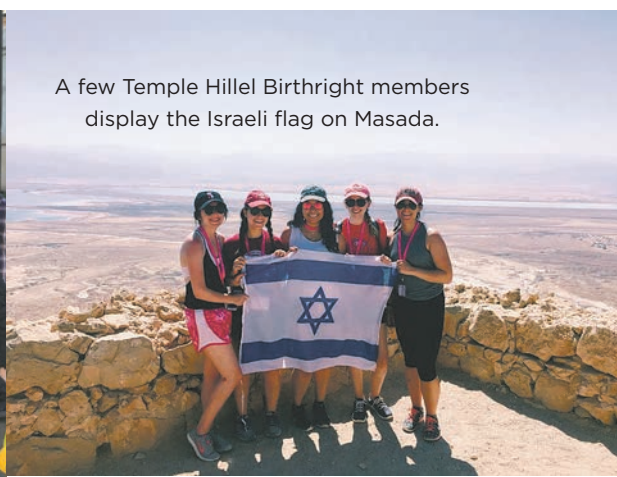 A few Temple Hillel Birthright members
display the Israeli flag on Masada.